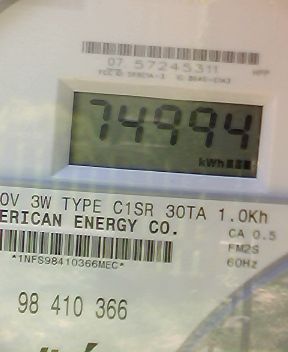 07 57245311
74994
kWh
0V 3W TYPE C1SR 30TA 1.0Kh
ERICAN ENERGY CO.
CA 0.5
FM2S
60Hz
*1NFS98410366MEC*
98 410 366